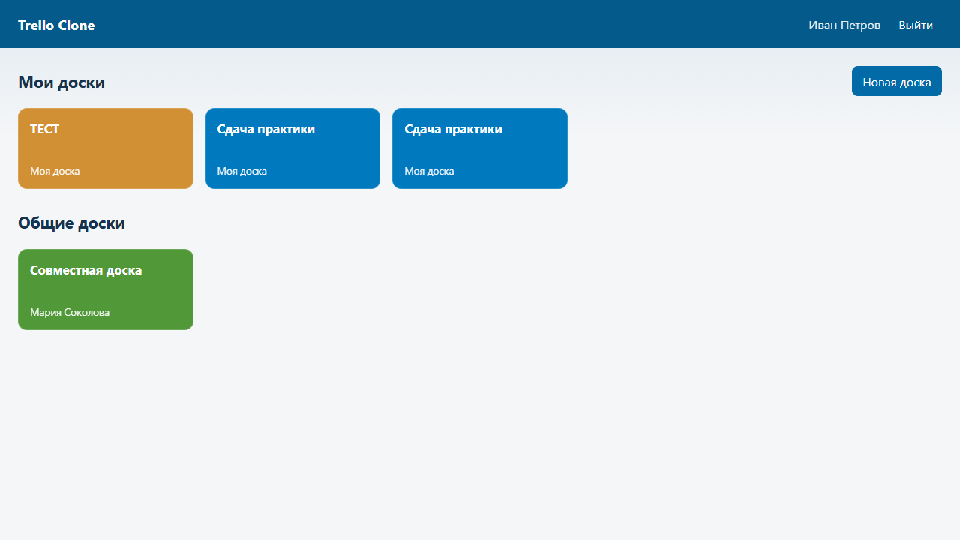 Trello Clone
Иван Петров
Выйти
Мои доски
Новая доска
ТЕСТ
Моя доска
Сдача практики
Моя доска
Сдача практики
Моя доска
Общие доски
Совместная доска
Мария Соколова